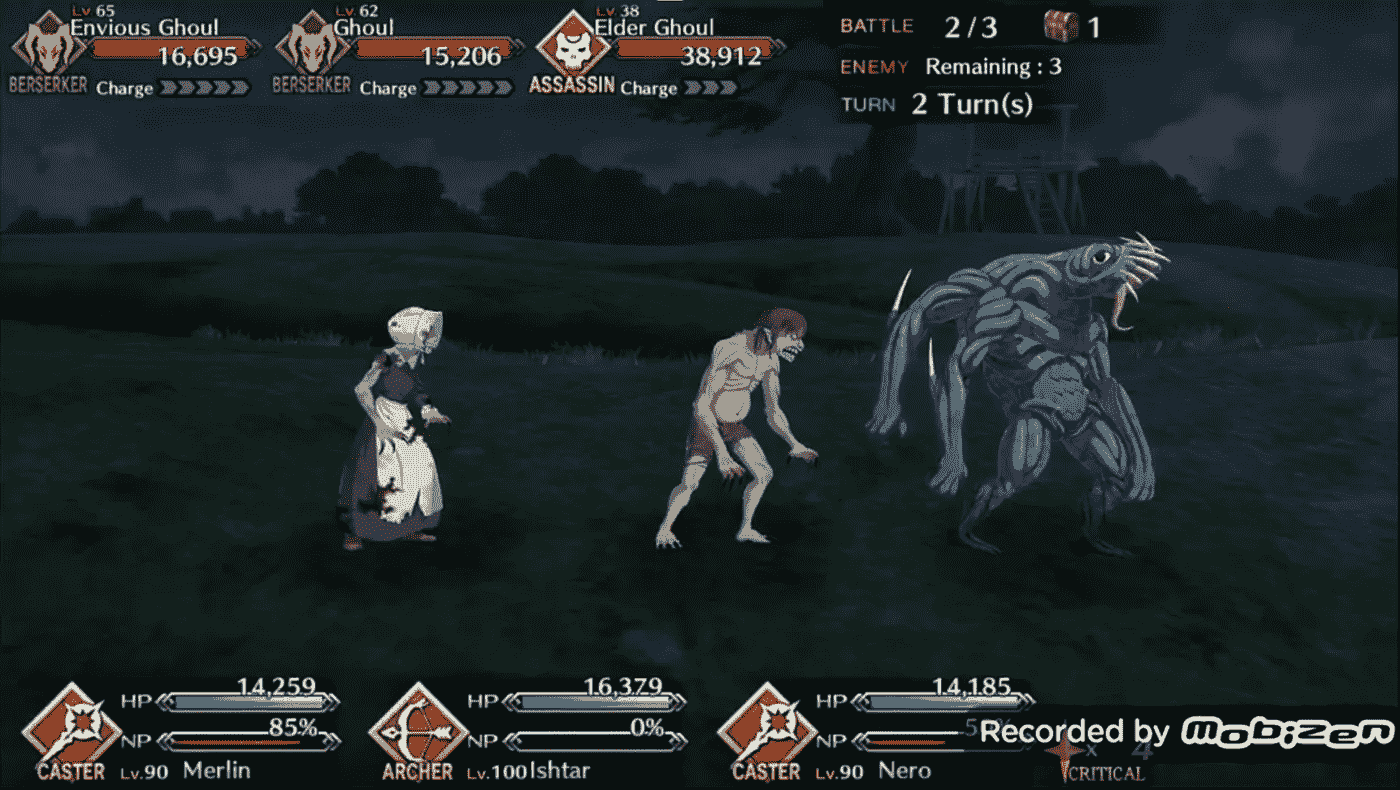 Lv 65
Envious Ghoul
16,695
BERSERKER
Charge
Lv. 62
Ghoul
15,206
BERSERKER
Charge
Lv. 38
Elder Ghoul
38,912
ASSASSIN
Charge
BATTLE 2/3 1
ENEMY Remaining : 3
TURN 2 Turn(s)
HP 14,259
NP 85%
CASTER Lv.90 Merlin
HP 16,379
NP 0%
ARCHER Lv.100 Ishtar
HP 14,185
NP
CASTER Lv.90 Nero
Recorded by Mobizen
x 4
CRITICAL